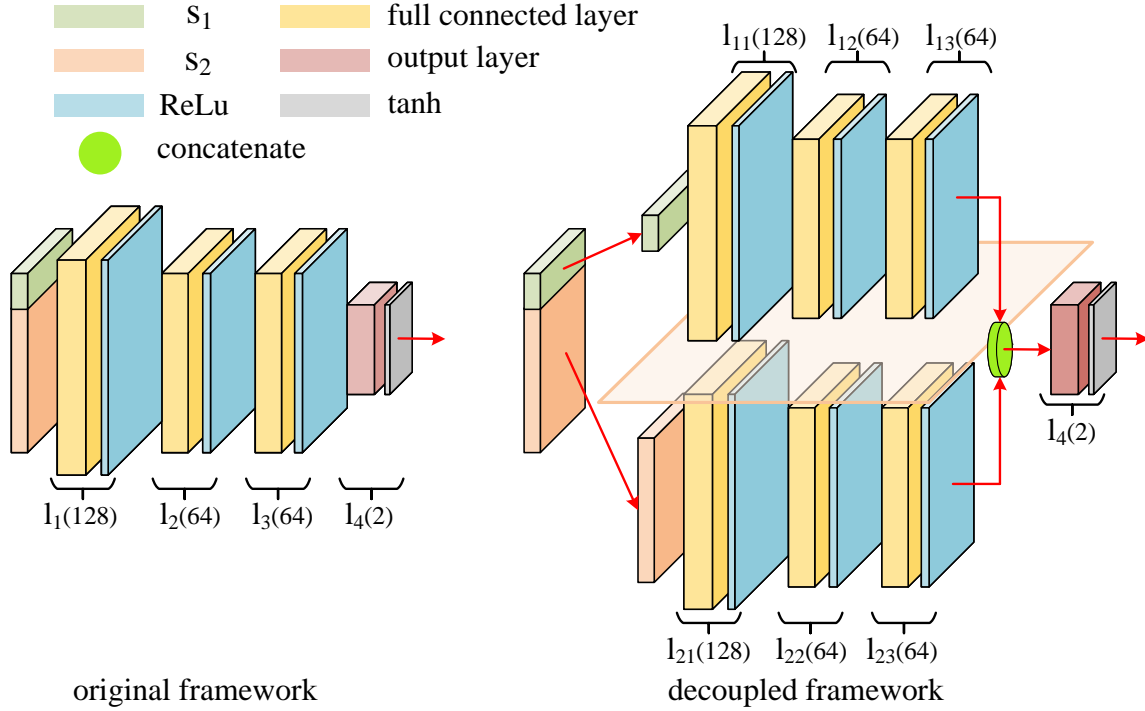 s₁
full connected layer
s₂
output layer
ReLu
tanh
concatenate
l₁(128)
l₂(64)
l₃(64)
l₄(2)
original framework
l₁₁(128)
l₁₂(64)
l₁₃(64)
l₄(2)
l₂₁(128)
l₂₂(64)
l₂₃(64)
decoupled framework